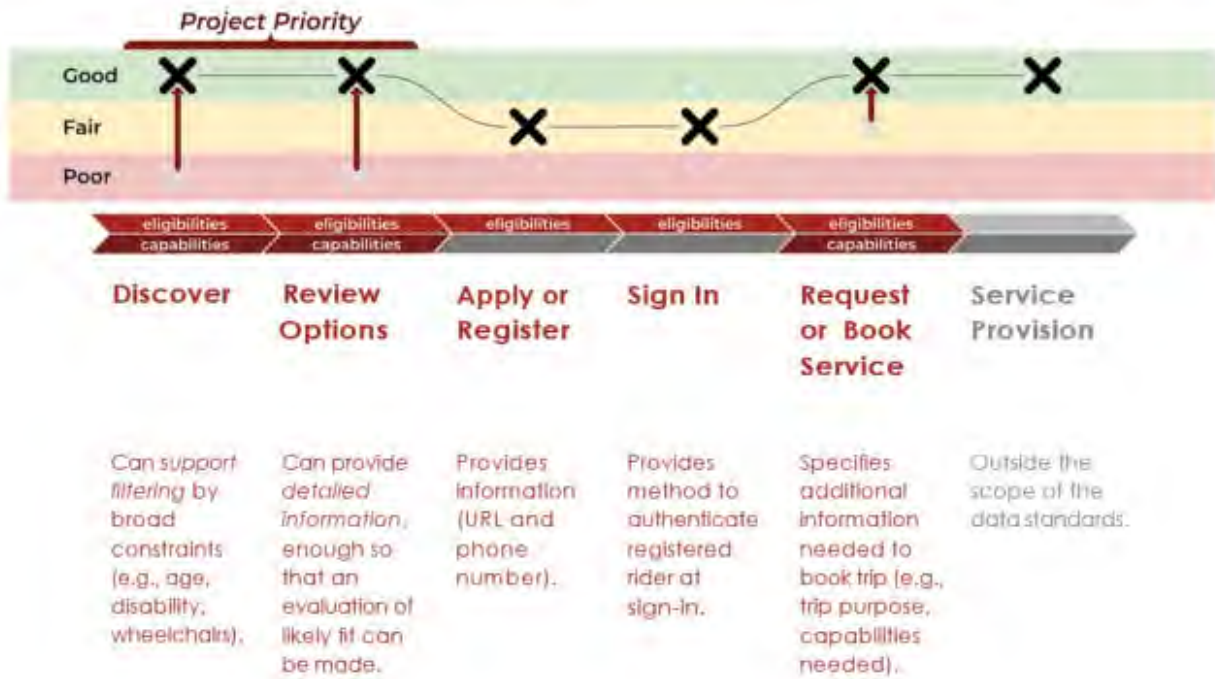 Project Priority
Good
Fair
Poor
eligibilities eligibilities eligibilities eligibilities eligibilities
capabilities capabilities capabilities
Discover
Review
Options
Apply or
Register
Sign In
Request
or Book
Service
Service
Provision
Can support
filtering by
broad
constraints
(e.g., age,
disability,
wheelchairs).
Can provide
detailed
information,
enough so
that an
evaluation of
likely fit can
be made.
Provides
information
(URL and
phone
number).
Provides
method to
authenticate
registered
rider at
sign-in.
Specifies
additional
information
needed to
book trip (e.g.,
trip purpose,
capabilities
needed).
Outside the
scope of the
data standards.